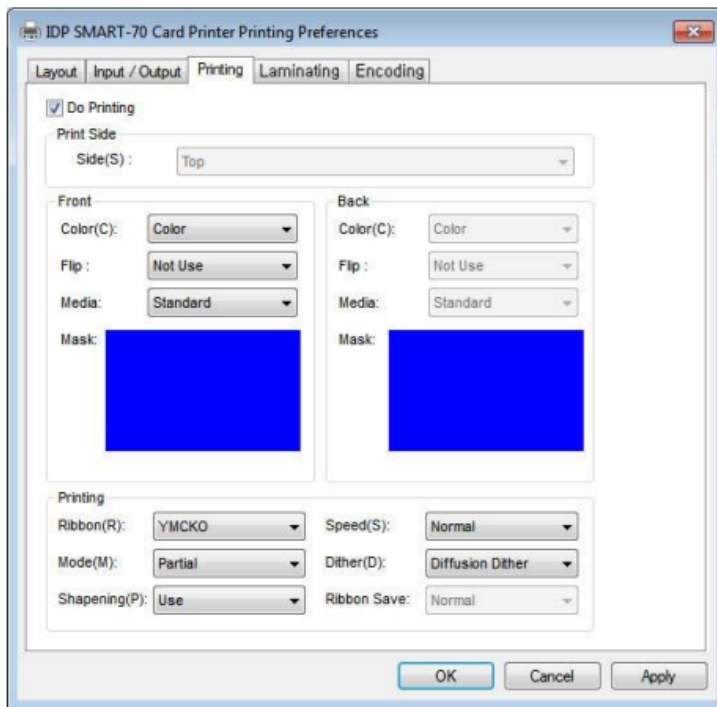 IDP SMART-70 Card Printer Printing Preferences
Layout Input / Output Printing Laminating Encoding
Do Printing
Print Side
Side(S) : Top
Front
Color(C): Color
Flip : Not Use
Media: Standard
Mask:
Back
Color(C): Color
Flip : Not Use
Media: Standard
Mask:
Printing
Ribbon(R): YMCKO Speed(S): Normal
Mode(M): Partial Dither(D): Diffusion Dither
Shapening(P): Use Ribbon Save: Normal
OK Cancel Apply